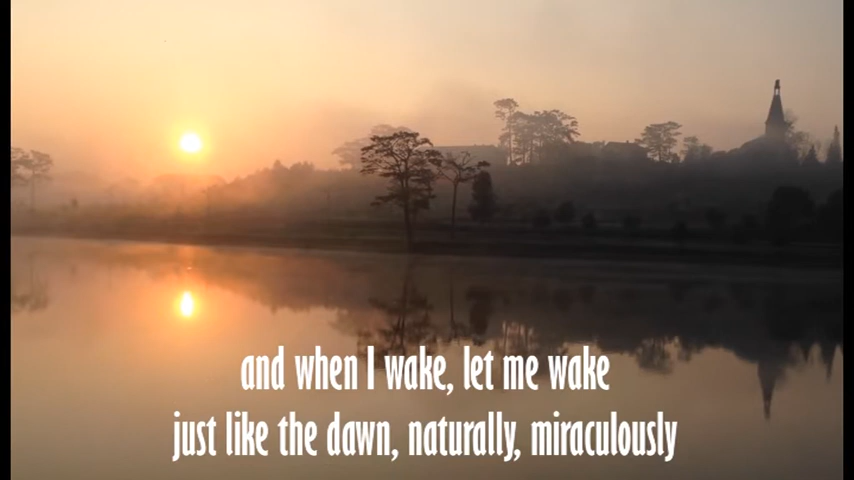 and when I wake, let me wake
just like the dawn, naturally, miraculously